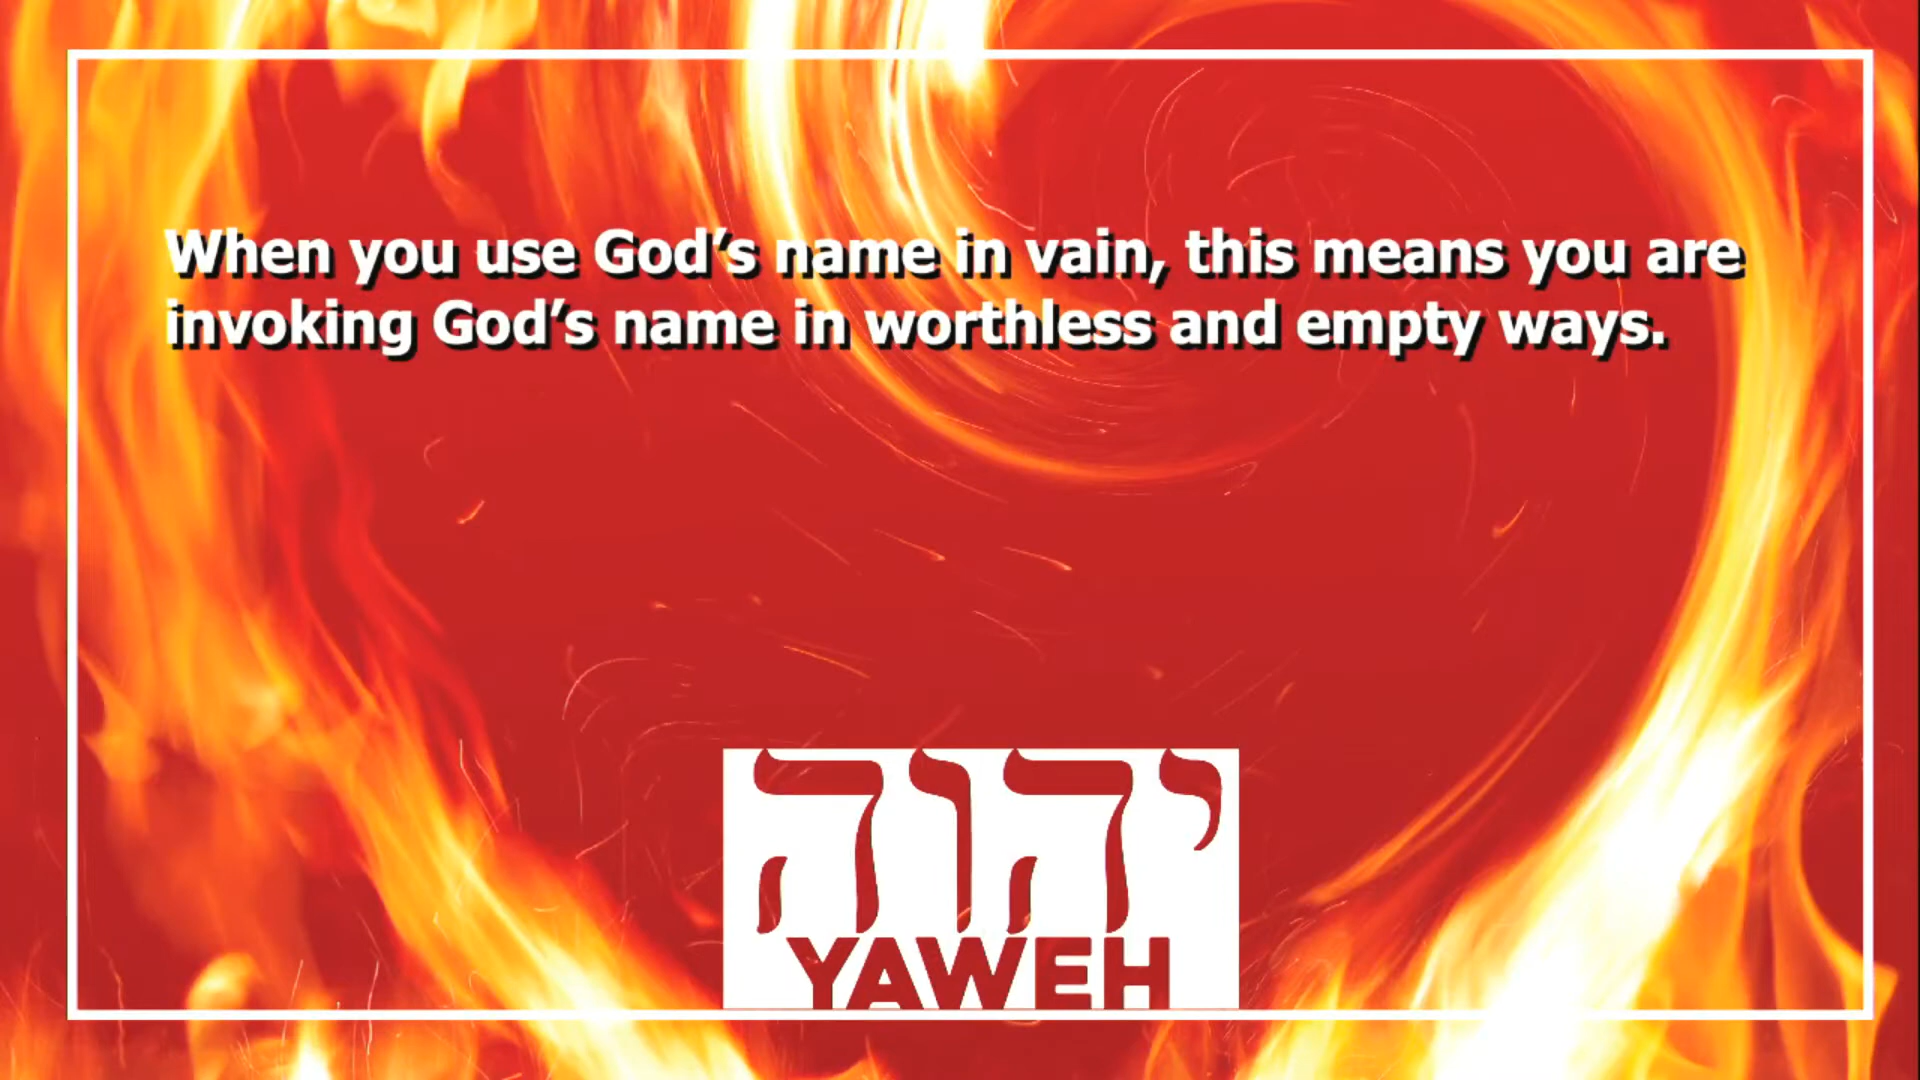 When you use God's name in vain, this means you are
invoking God's name in worthless and empty ways.
יהוה
YAWEH